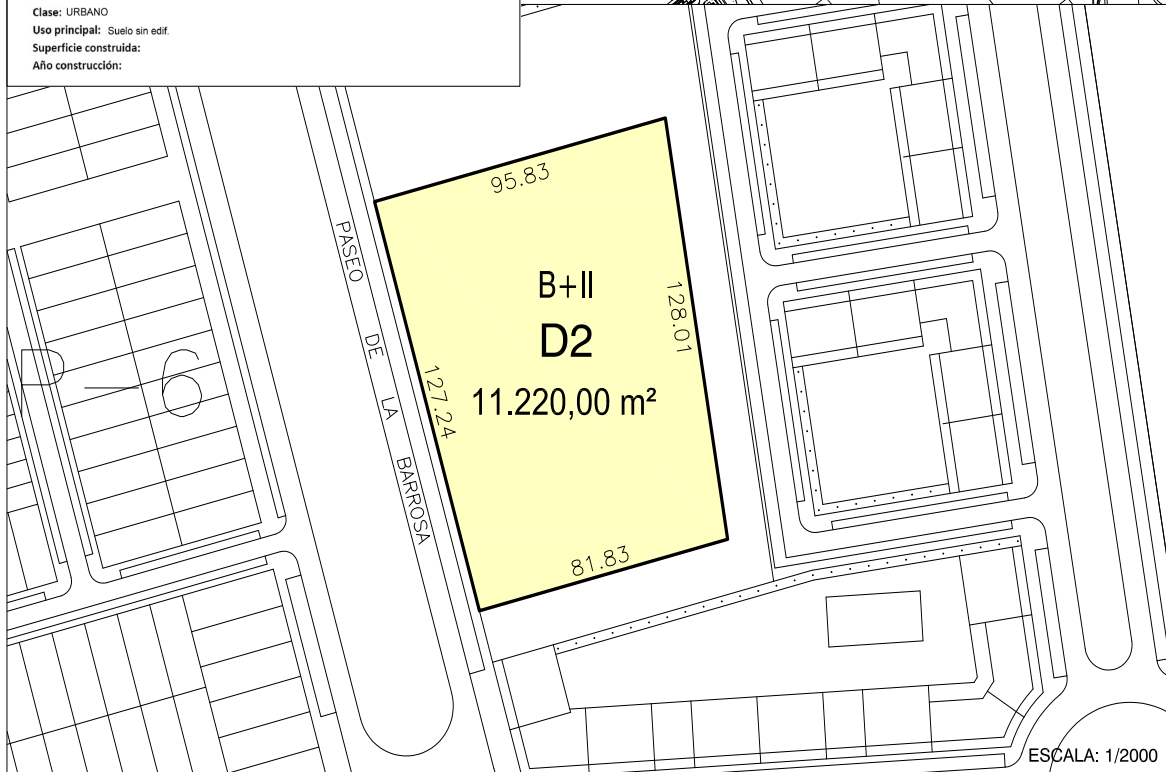 Clase: URBANO
Uso principal: Suelo sin edif.
Superficie construida:
Año construcción:
95.83
PASEO DE LA BARROSA
B+II
D2
11.220,00 m²
128.01
127.24
81.83
P-6
ESCALA: 1/2000